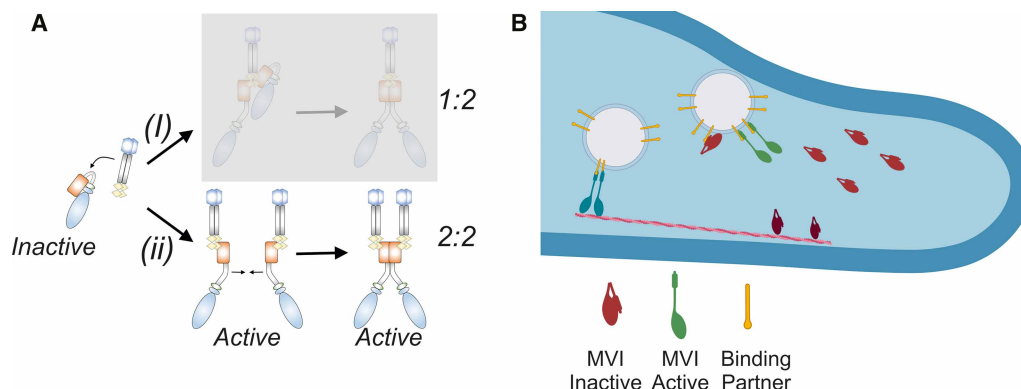 A
(I)
1:2
Inactive
(ii)
2:2
Active
Active
B
MVI
Inactive
MVI
Active
Binding
Partner